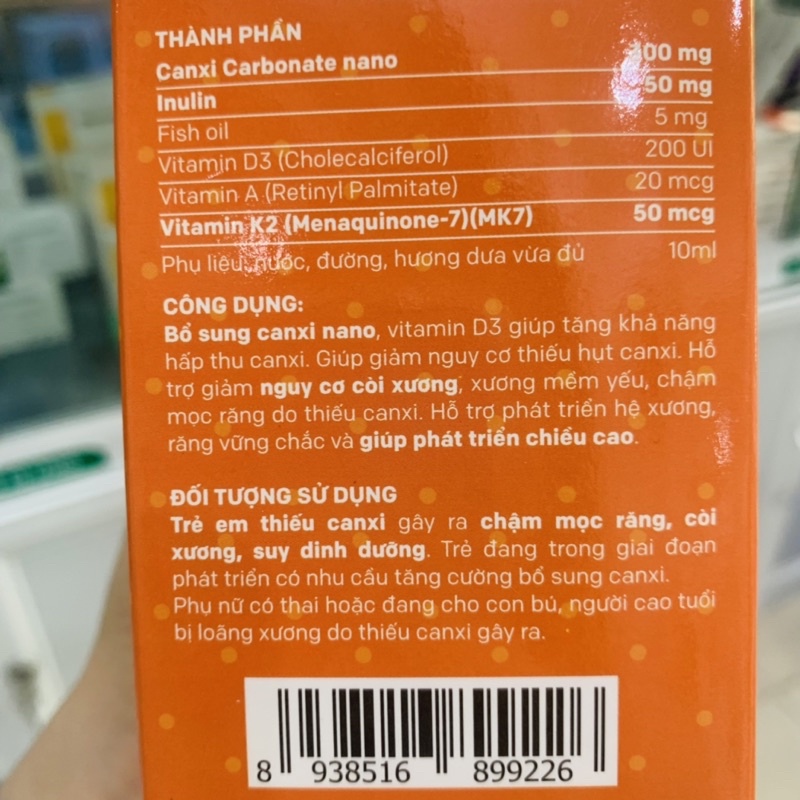 THÀNH PHẦN
Canxi Carbonate nano mg
Inulin 50 mg
Fish oil 5 mg
Vitamin D3 (Cholecalciferol) 200 UI
Vitamin A (Retinyl Palmitate) 20 mcg
Vitamin K2 (Menaquinone-7)(MK7) 50 mcg
Phụ liệu: nước, đường, hương dưa vừa đủ 10ml
CÔNG DỤNG:
Bổ sung canxi nano, vitamin D3 giúp tăng khả năng
hấp thu canxi. Giúp giảm nguy cơ thiếu hụt canxi. Hỗ
trợ giảm nguy cơ còi xương, xương mềm yếu, chậm
mọc răng do thiếu canxi. Hỗ trợ phát triển hệ xương,
răng vững chắc và giúp phát triển chiều cao.
ĐỐI TƯỢNG SỬ DỤNG
Trẻ em thiếu canxi gây ra chậm mọc răng, còi
xương, suy dinh dưỡng. Trẻ đang trong giai đoạn
phát triển có nhu cầu tăng cường bổ sung canxi.
Phụ nữ có thai hoặc đang cho con bú, người cao tuổi
bị loãng xương do thiếu canxi gây ra.
8 938516 899226